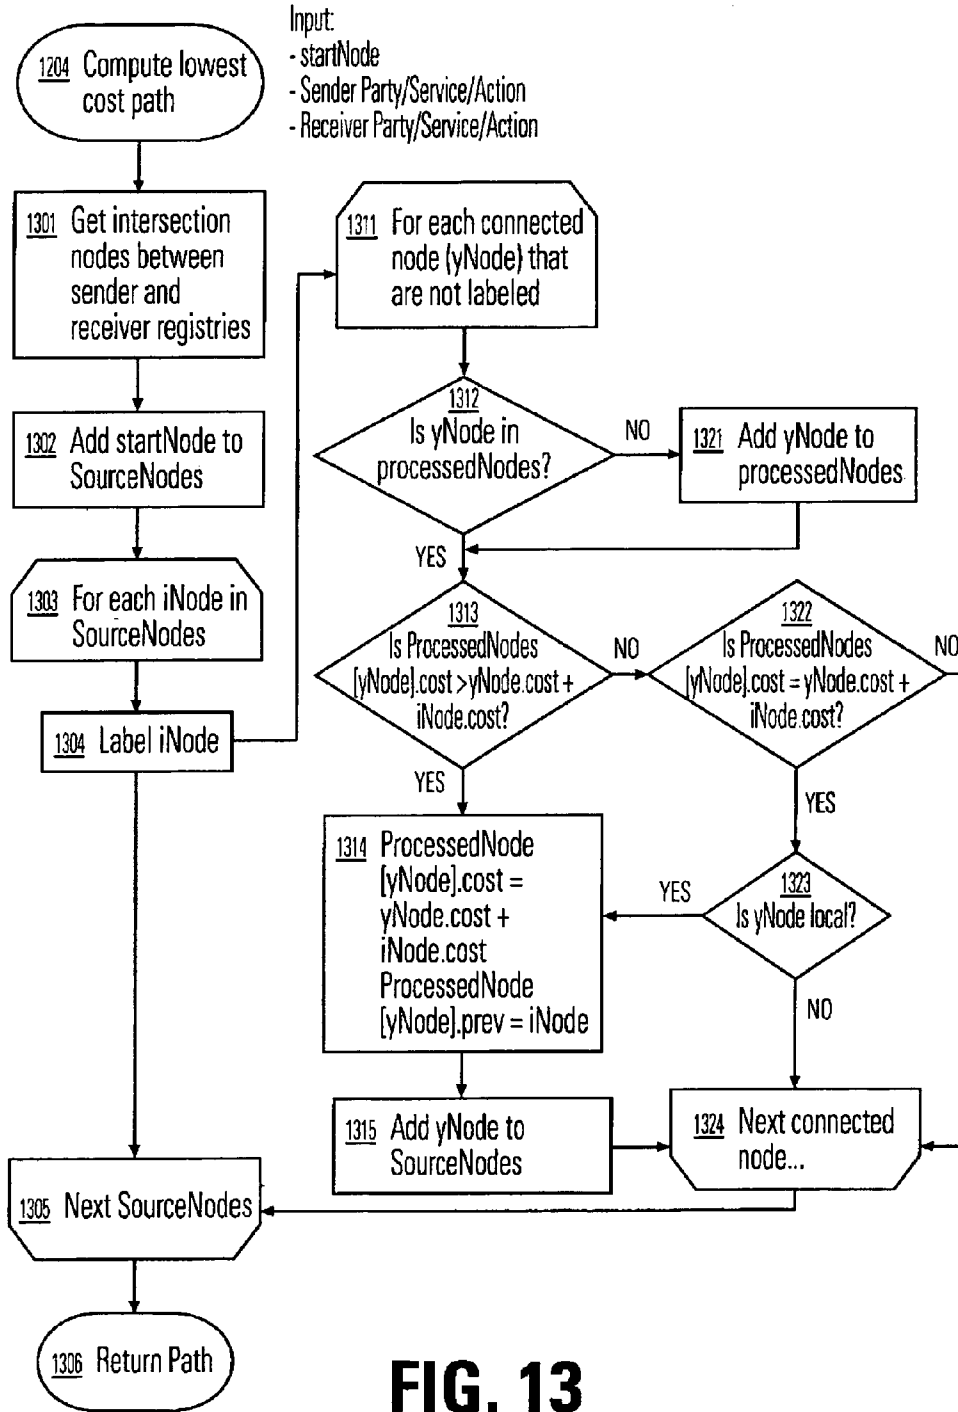 Input:
- startNode
- Sender Party/Service/Action
- Receiver Party/Service/Action
1204 Compute lowest
cost path
1301 Get intersection
nodes between
sender and
receiver registries
1302 Add startNode to
SourceNodes
1303 For each iNode in
SourceNodes
1304 Label iNode
1305 Next SourceNodes
1306 Return Path
1311 For each connected
node (yNode) that
are not labeled
1312
Is yNode in
processedNodes?
NO
1321 Add yNode to
processedNodes
YES
1313
Is ProcessedNodes
[yNode].cost >yNode.cost +
iNode.cost?
NO
1322
Is ProcessedNodes
[yNode].cost = yNode.cost +
iNode.cost?
NO
YES
YES
1314 ProcessedNode
[yNode].cost =
yNode.cost +
iNode.cost
ProcessedNode
[yNode].prev = iNode
YES
1323
Is yNode local?
NO
1315 Add yNode to
SourceNodes
1324 Next connected
node...
FIG. 13